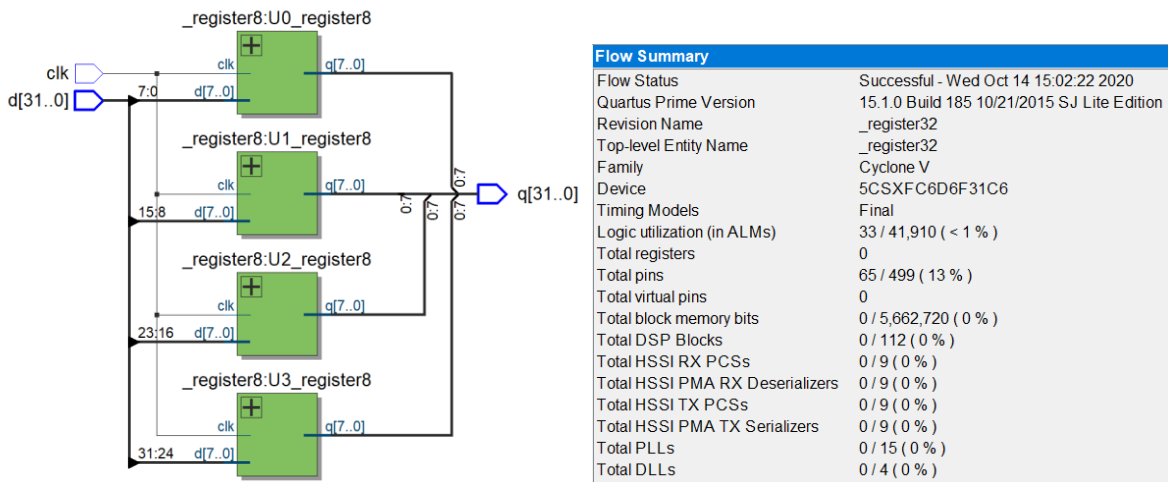 _register8:U0_register8
clk
q[7..0]
clk
d[31..0]
7:0
d[7..0]
_register8:U1_register8
clk
q[7..0]
0:7
0:7
0:7
0:7
q[31..0]
15:8
d[7..0]
_register8:U2_register8
clk
q[7..0]
23:16
d[7..0]
_register8:U3_register8
clk
q[7..0]
31:24
d[7..0]
Flow Summary
Flow Status Successful - Wed Oct 14 15:02:22 2020
Quartus Prime Version 15.1.0 Build 185 10/21/2015 SJ Lite Edition
Revision Name _register32
Top-level Entity Name _register32
Family Cyclone V
Device 5CSXFC6D6F31C6
Timing Models Final
Logic utilization (in ALMs) 33 / 41,910 ( < 1 % )
Total registers 0
Total pins 65 / 499 ( 13 % )
Total virtual pins 0
Total block memory bits 0 / 5,662,720 ( 0 % )
Total DSP Blocks 0 / 112 ( 0 % )
Total HSSI RX PCSs 0 / 9 ( 0 % )
Total HSSI PMA RX Deserializers 0 / 9 ( 0 % )
Total HSSI TX PCSs 0 / 9 ( 0 % )
Total HSSI PMA TX Serializers 0 / 9 ( 0 % )
Total PLLs 0 / 15 ( 0 % )
Total DLLs 0 / 4 ( 0 % )